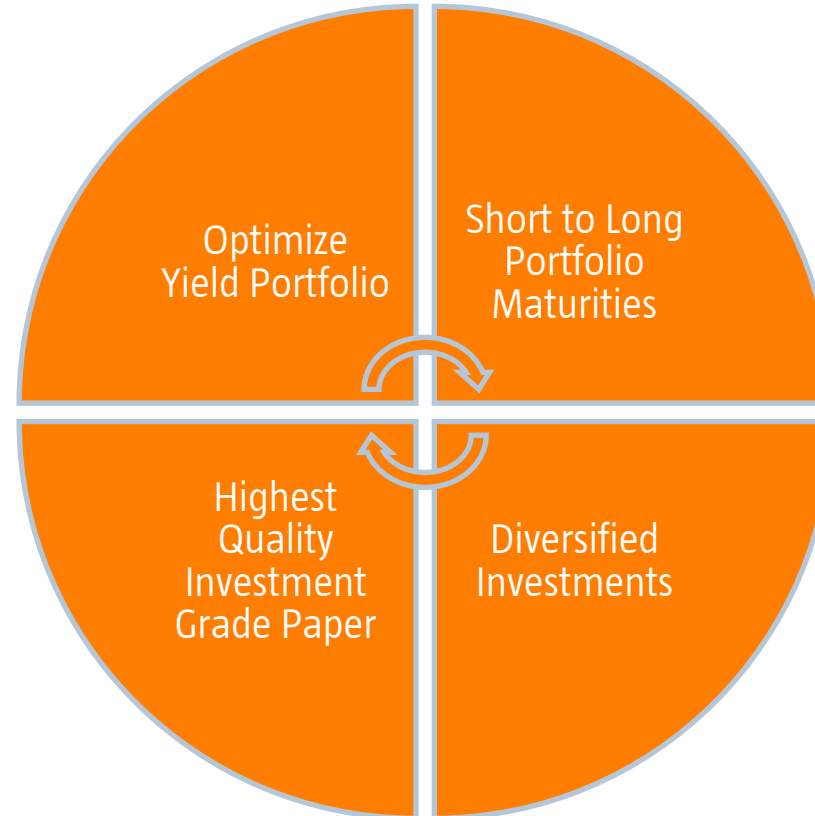 Optimize
Yield Portfolio
Short to Long
Portfolio
Maturities
Highest
Quality
Investment
Grade Paper
Diversified
Investments